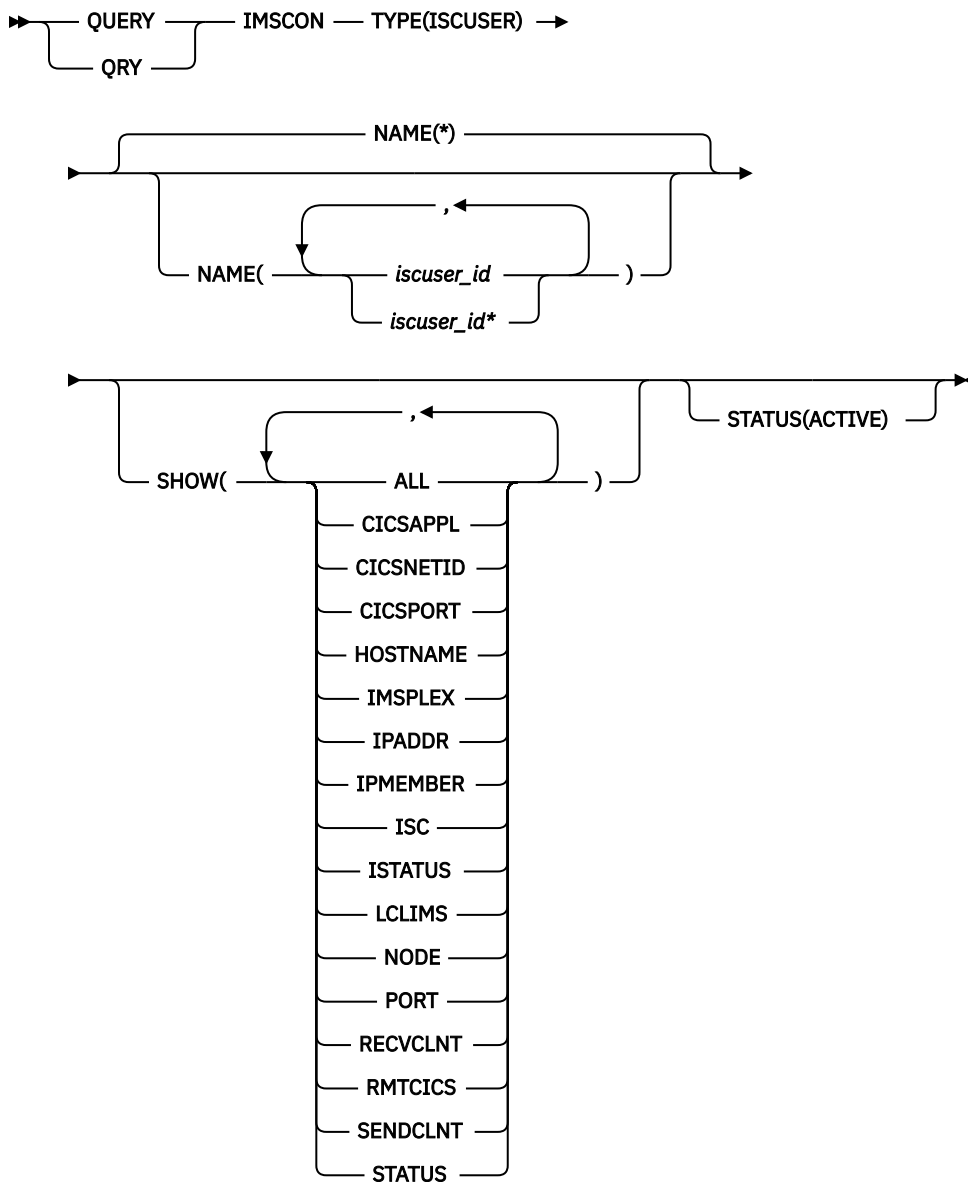 QUERY IMSCON TYPE(ISCUSER)
QRY
NAME(*)
,
NAME( iscuser_id )
iscuser_id*
,
STATUS(ACTIVE)
SHOW( ALL )
CICSAPPL
CICSNETID
CICSPORT
HOSTNAME
IMSPLEX
IPADDR
IPMEMBER
ISC
ISTATUS
LCLIMS
NODE
PORT
RECVCLNT
RMTCICS
SENDCLNT
STATUS